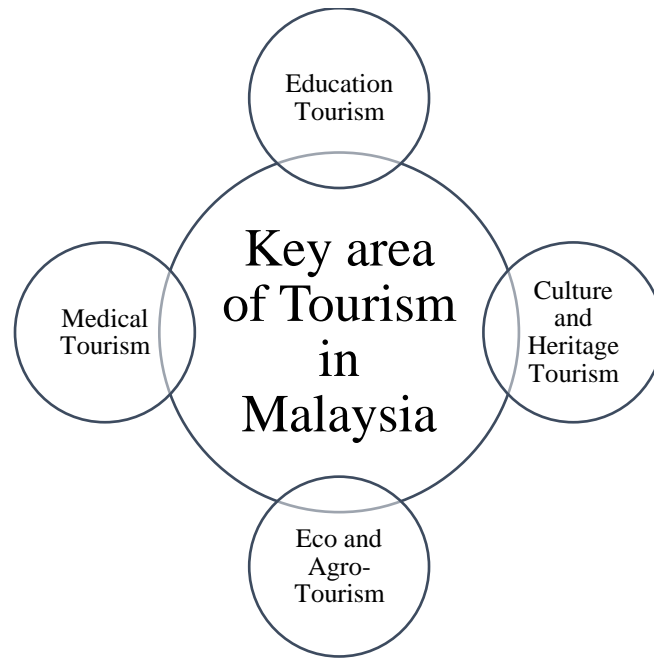 Education
Tourism
Key area
of Tourism
in
Malaysia
Culture
and
Heritage
Tourism
Medical
Tourism
Eco and
Agro-
Tourism